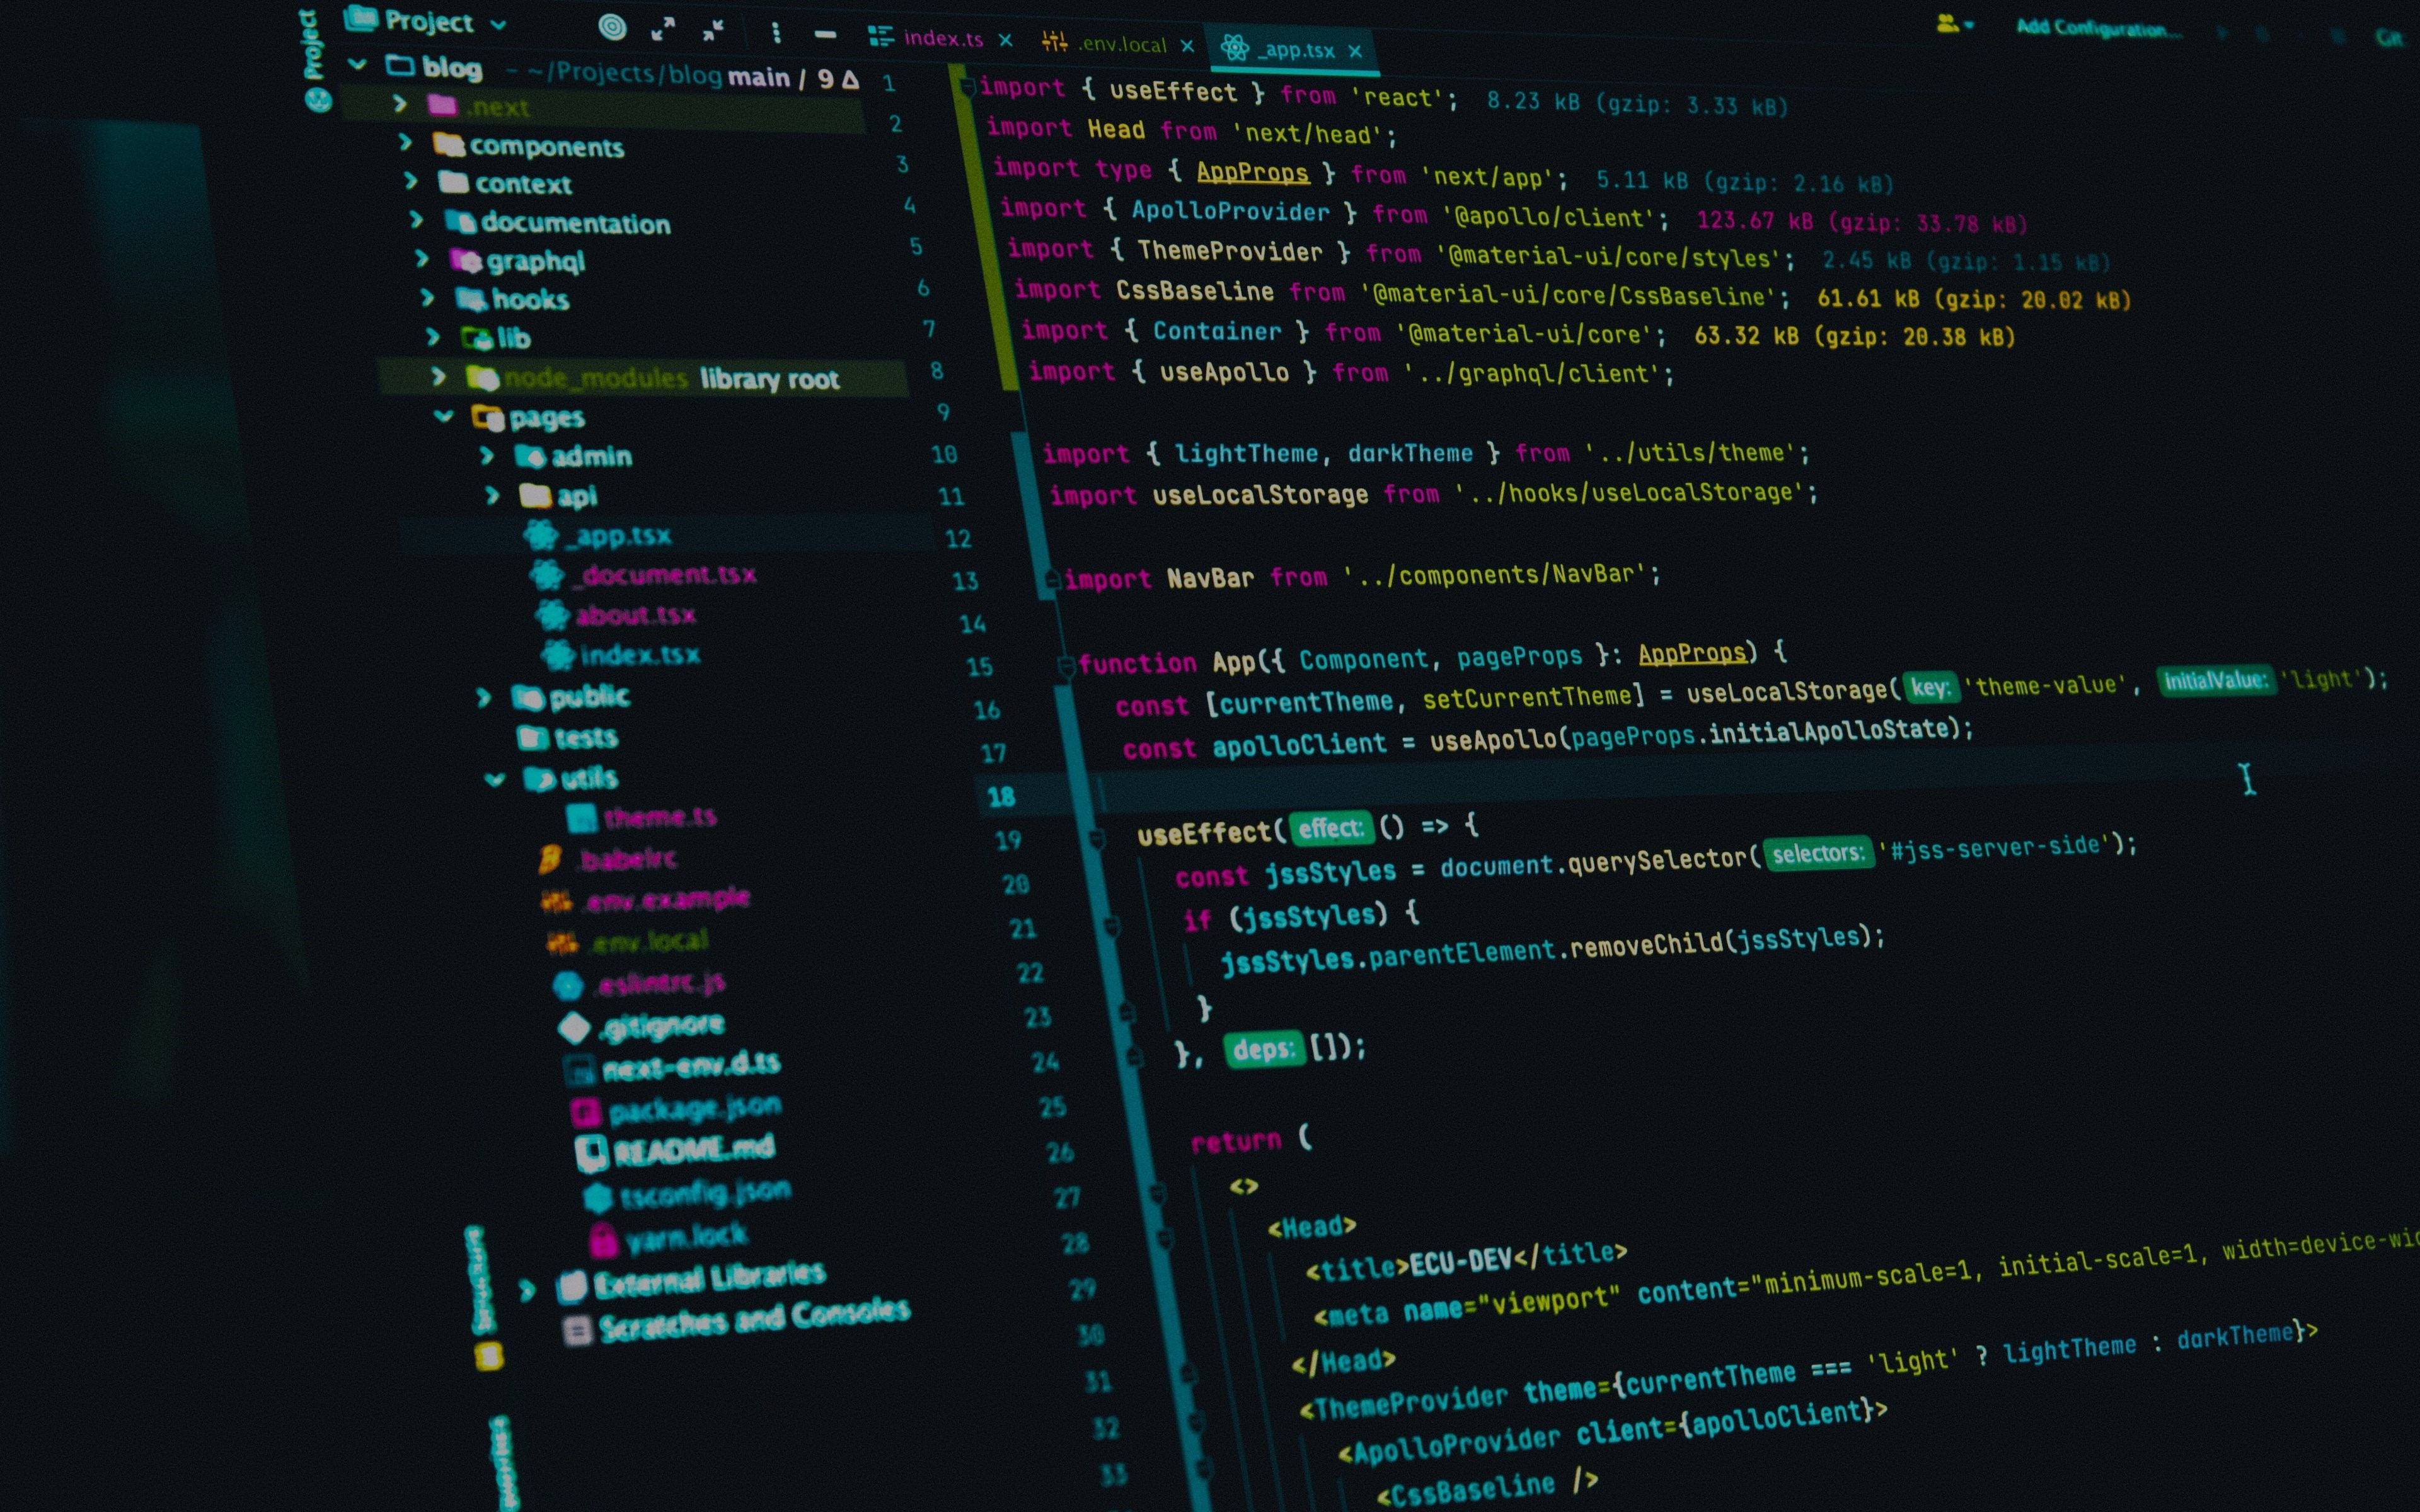 Project
Project
index.ts
.env.local
_app.tsx
Add Configuration...
Git
blog ~/Projects/blog main / 9 Δ
.next
components
context
documentation
graphql
hooks
lib
node_modules library root
pages
admin
api
_app.tsx
_document.tsx
about.tsx
index.tsx
public
tests
utils
theme.ts
.babelrc
.env.example
.env.local
.eslintrc.js
.gitignore
next-env.d.ts
package.json
README.md
tsconfig.json
yarn.lock
External Libraries
Scratches and Consoles
Structure
1 import { useEffect } from 'react'; 8.23 kB (gzip: 3.33 kB)
2 import Head from 'next/head';
3 import type { AppProps } from 'next/app'; 5.11 kB (gzip: 2.16 kB)
4 import { ApolloProvider } from '@apollo/client'; 123.67 kB (gzip: 33.78 kB)
5 import { ThemeProvider } from '@material-ui/core/styles'; 2.45 kB (gzip: 1.15 kB)
6 import CssBaseline from '@material-ui/core/CssBaseline'; 61.61 kB (gzip: 20.02 kB)
7 import { Container } from '@material-ui/core'; 63.32 kB (gzip: 20.38 kB)
8 import { useApollo } from '../graphql/client';
9
10 import { lightTheme, darkTheme } from '../utils/theme';
11 import useLocalStorage from '../hooks/useLocalStorage';
12
13 import NavBar from '../components/NavBar';
14
15 function App({ Component, pageProps }: AppProps) {
16 const [currentTheme, setCurrentTheme] = useLocalStorage( key: 'theme-value', initialValue: 'light');
17 const apolloClient = useApollo(pageProps.initialApolloState);
18
19 useEffect( effect: () => {
20 const jssStyles = document.querySelector( selectors: '#jss-server-side');
21 if (jssStyles) {
22 jssStyles.parentElement.removeChild(jssStyles);
23 }
24 }, deps: []);
25
26 return (
27 <>
28 <Head>
29 <title>ECU-DEV</title>
30 <meta name="viewport" content="minimum-scale=1, initial-scale=1, width=device-wi
31 </Head>
32 <ThemeProvider theme={currentTheme === 'light' ? lightTheme : darkTheme}>
33 <ApolloProvider client={apolloClient}>
<CssBaseline />